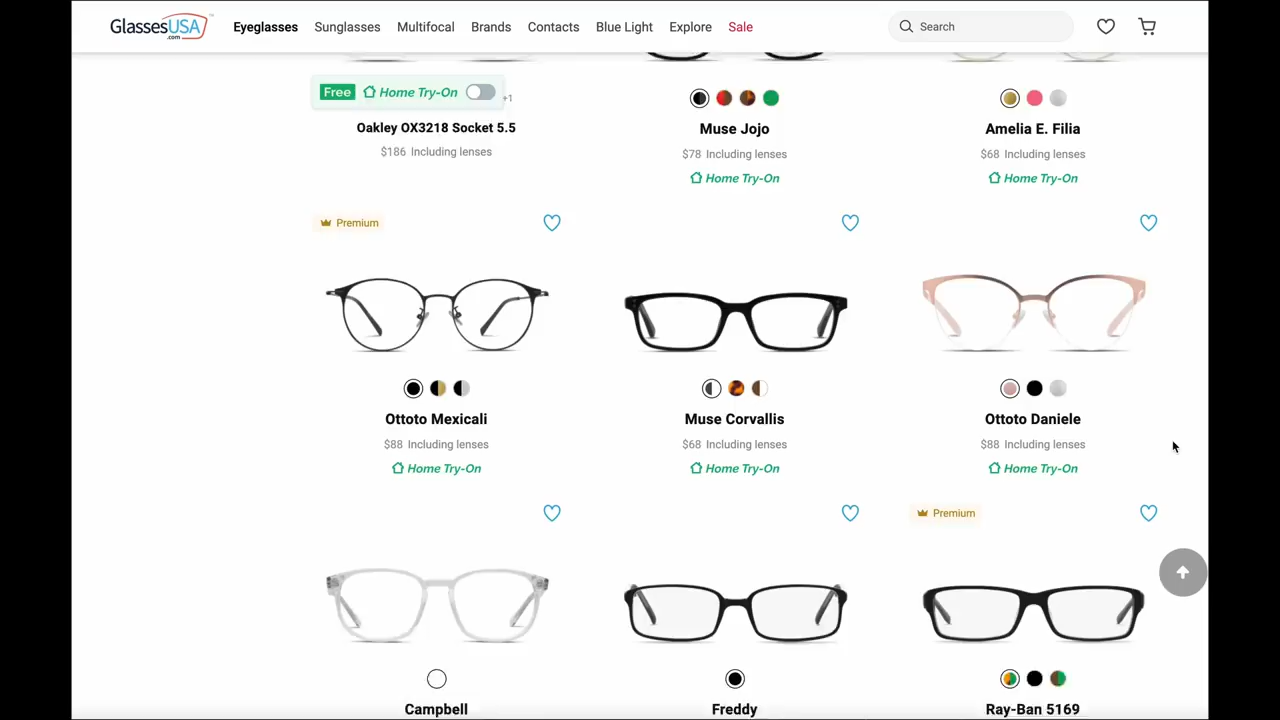 GlassesUSA ™
.com
Eyeglasses Sunglasses Multifocal Brands Contacts Blue Light Explore Sale
Search
Free Home Try-On
+1
Oakley OX3218 Socket 5.5
$186 Including lenses
Muse Jojo
$78 Including lenses
Home Try-On
Amelia E. Filia
$68 Including lenses
Home Try-On
Premium
Ottoto Mexicali
$88 Including lenses
Home Try-On
Muse Corvallis
$68 Including lenses
Home Try-On
Ottoto Daniele
$88 Including lenses
Home Try-On
Premium
Campbell
Freddy
Ray-Ban 5169